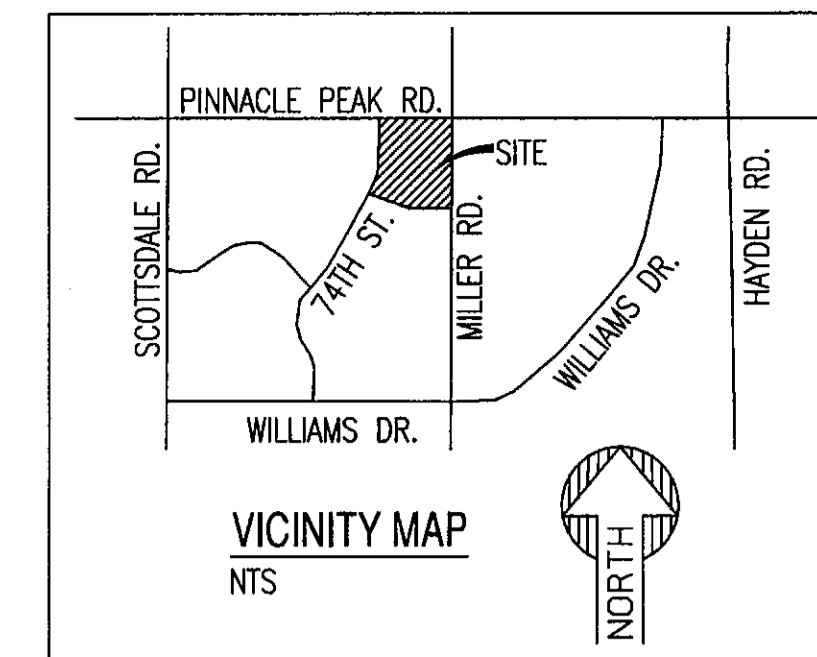 PINNACLE PEAK RD.
SITE
SCOTTSDALE RD.
74TH ST.
MILLER RD.
WILLIAMS DR.
HAYDEN RD.
WILLIAMS DR.
VICINITY MAP
NTS
NORTH